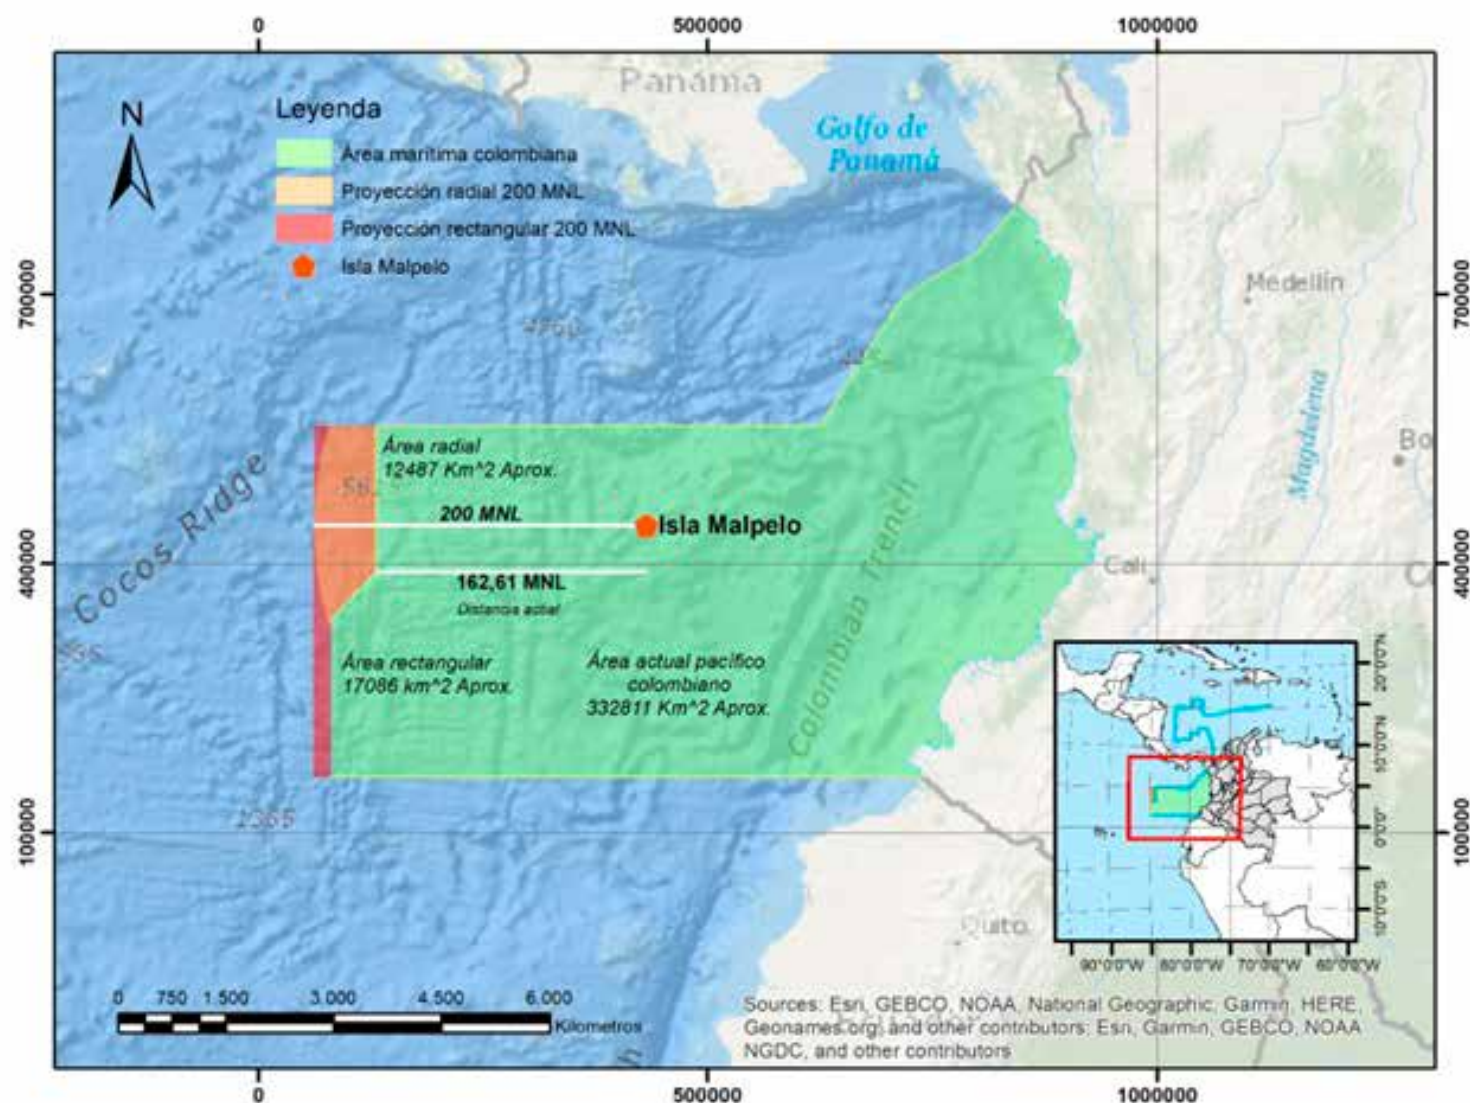 0 500000 1000000
Panamá
N
Leyenda
Área marítima colombiana
Proyección radial 200 MNL
Proyección rectangular 200 MNL
Isla Malpelo
Golfo de
Panamá
700000
700000
Medellín
Magdalena
Bo
Cocos Ridge
Área radial
12487 Km^2 Aprox.
200 MNL
Isla Malpelo
162,61 MNL
Distancia actual
400000
400000
Cali
Colombian Trench
Área rectangular
17086 km^2 Aprox.
Área actual pacífico
colombiano
332811 Km^2 Aprox.
20°0'0"N
10°0'0"N
0°0'0"
10°0'0"S
90°0'0"W 80°0'0"W 70°0'0"W 60°0'0"W
100000
100000
Quito
0 750 1.500 3.000 4.500 6.000
Kilometros
Sources: Esri, GEBCO, NOAA, National Geographic, Garmin, HERE,
Geonames.org, and other contributors; Esri, Garmin, GEBCO, NOAA
NGDC, and other contributors
0 500000 1000000